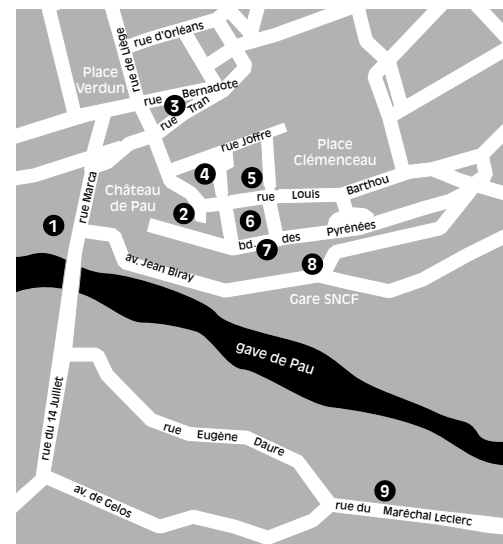 rue de Liège
rue d'Orléans
Place
Verdun
rue Bernadote
3
rue Tran
rue Joffre
Place
Clémenceau
4
5
rue Marca
Château
de Pau
rue Louis Barthou
2
1
6
bd. des Pyrénées
7
8
av. Jean Biray
Gare SNCF
gave de Pau
rue du 14 Juillet
rue Eugène Daure
9
av. de Gelos
rue du Maréchal Leclerc